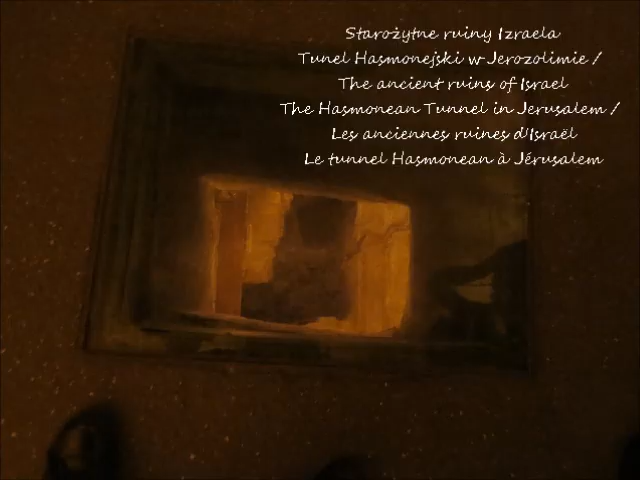 Starożytne ruiny Izraela
Tunel Hasmonejski w Jerozolimie /
The ancient ruins of Israel
The Hasmonean Tunnel in Jerusalem /
Les anciennes ruines d'Israël
Le tunnel Hasmonean à Jérusalem